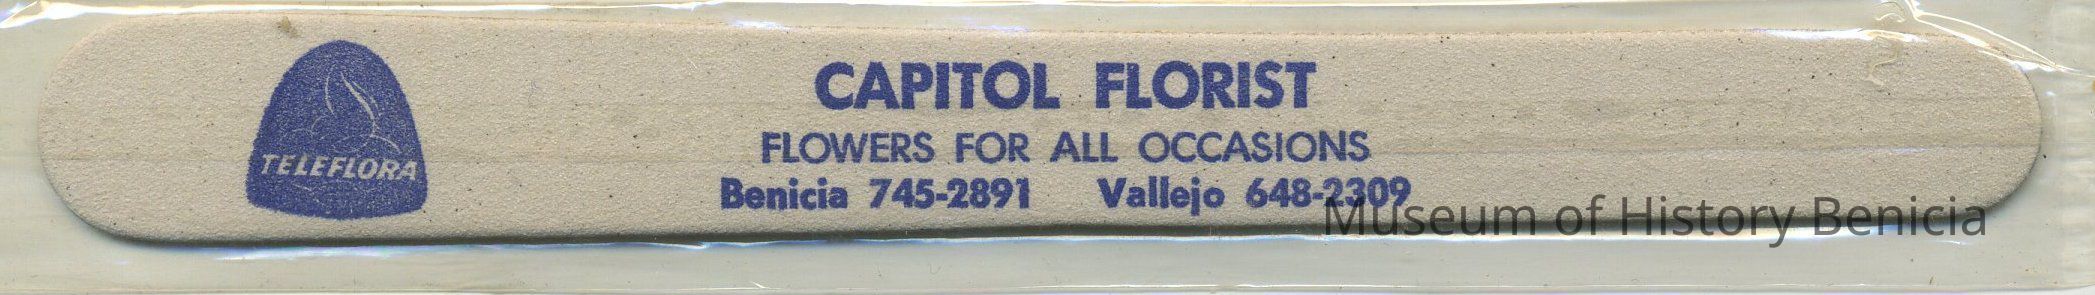 TELEFLORA
CAPITOL FLORIST
FLOWERS FOR ALL OCCASIONS
Benicia 745-2891 Vallejo 648-2309
Museum of History Benicia